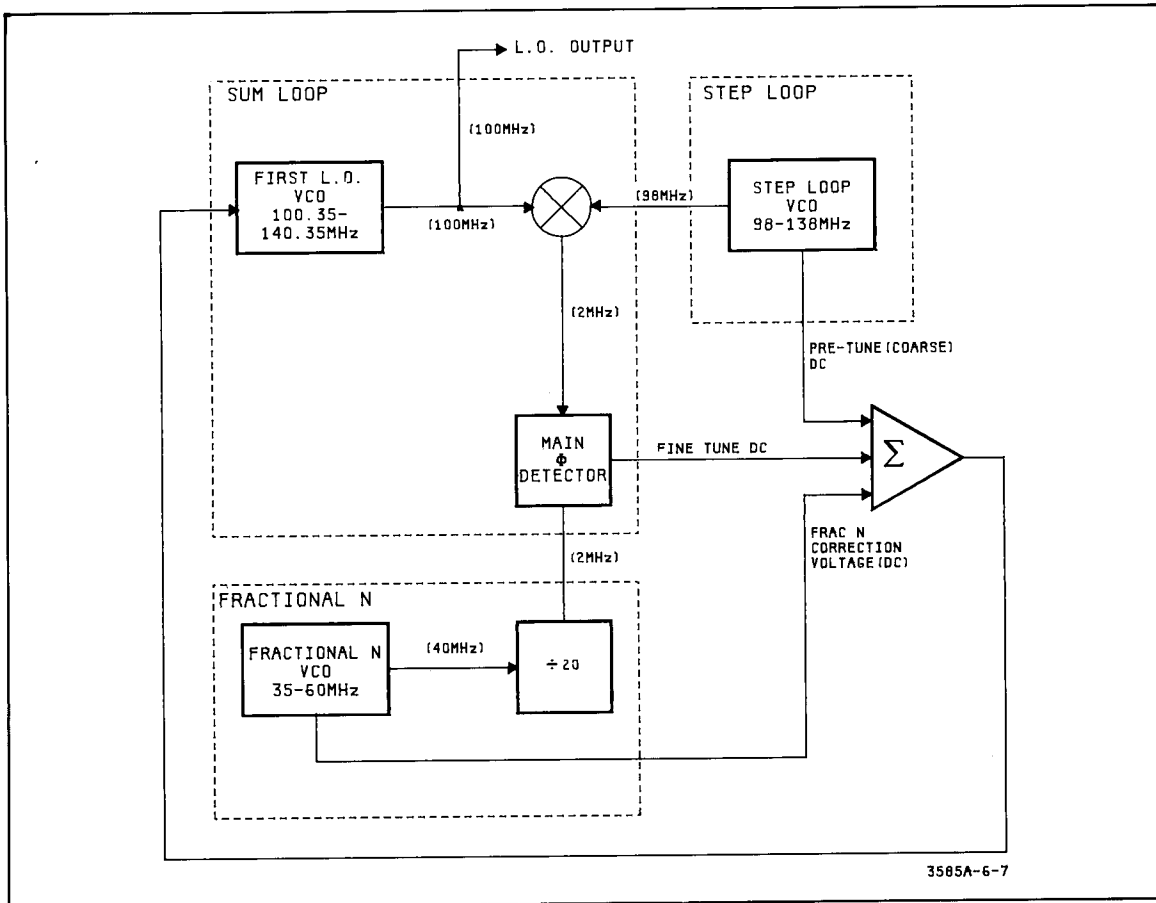 L.O. OUTPUT
SUM LOOP
STEP LOOP
(100MHz)
FIRST L.O.
VCO
100.35-
140.35MHz
(100MHz)
(98MHz)
STEP LOOP
VCO
98-138MHz
(2MHz)
PRE-TUNE(COARSE)
DC
MAIN
Φ
DETECTOR
FINE TUNE DC
Σ
(2MHz)
FRAC N
CORRECTION
VOLTAGE(DC)
FRACTIONAL N
FRACTIONAL N
VCO
35-60MHz
(40MHz)
÷20
3585A-6-7